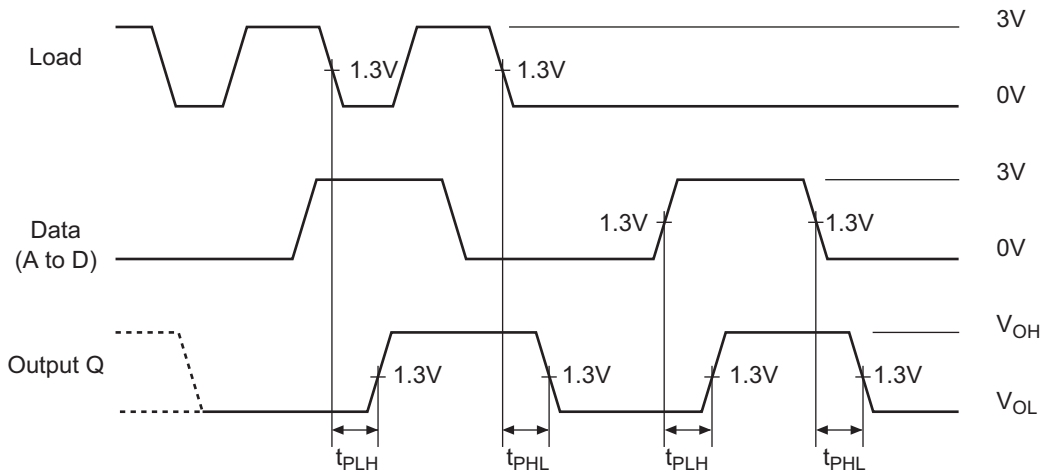 3V
Load
1.3V 1.3V
0V
3V
1.3V 1.3V
Data
(A to D)
0V
VOH
Output Q
1.3V 1.3V 1.3V 1.3V
VOL
tPLH tPHL tPLH tPHL